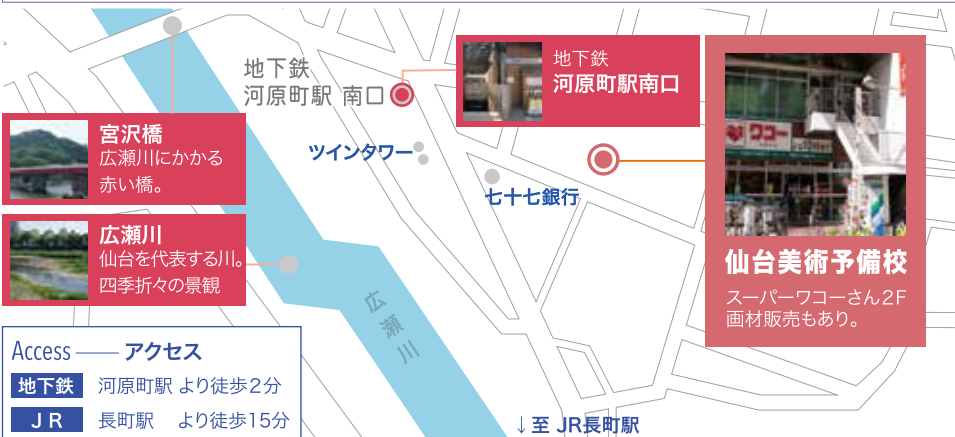 地下鉄
河原町駅 南口
地下鉄
河原町駅南口
宮沢橋
広瀬川にかかる
赤い橋。
ツインタワー
七十七銀行
広瀬川
仙台を代表する川。
四季折々の景観
広瀬川
ワコー
仙台美術予備校
スーパーワコーさん2F
画材販売もあり。
Access アクセス
地下鉄 河原町駅 より徒歩2分
JR 長町駅 より徒歩15分
↓至 JR長町駅